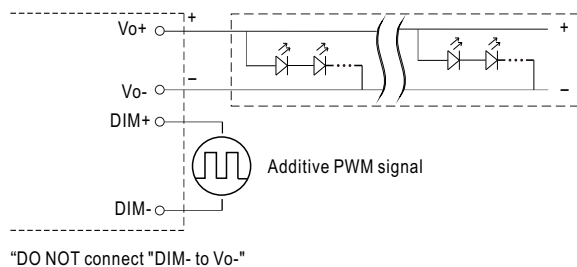 Vo+
+
+
Vo-
−
−
DIM+
Additive PWM signal
DIM-
“DO NOT connect "DIM- to Vo-"